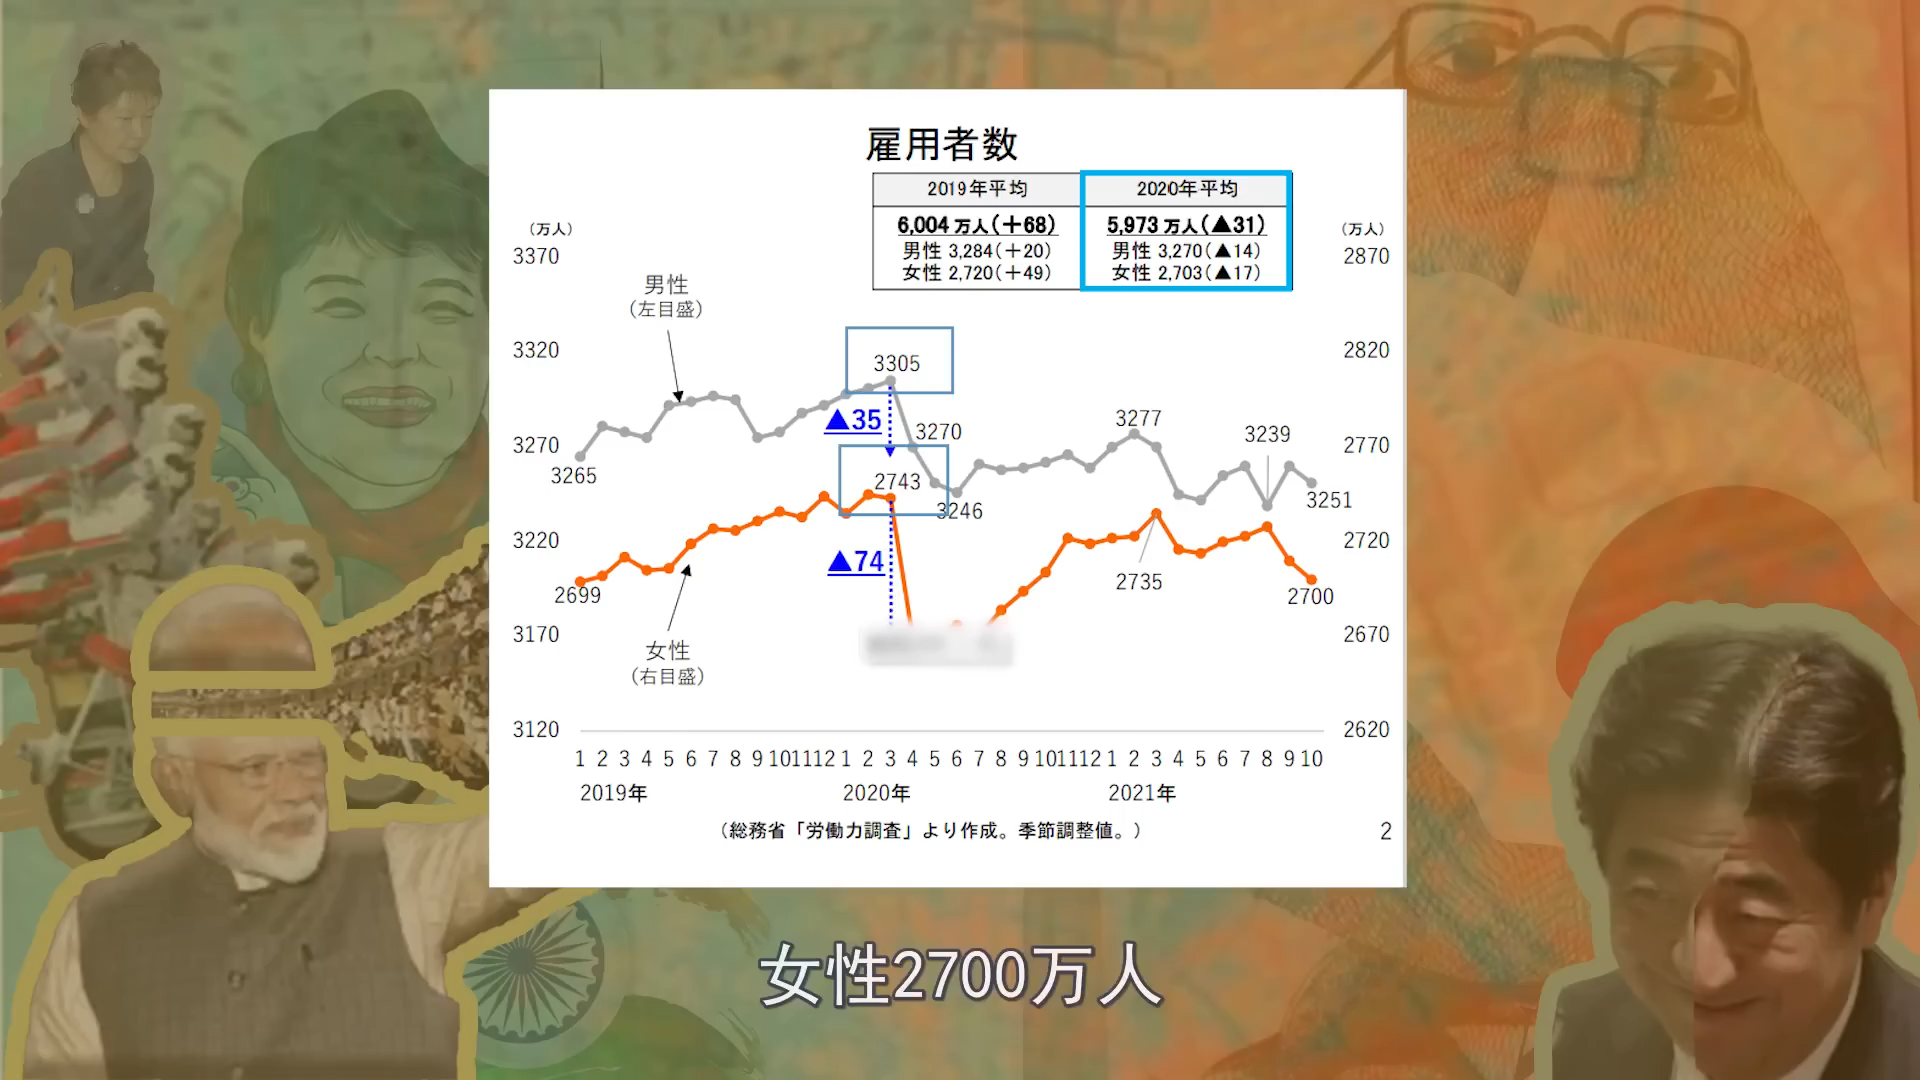 雇用者数
2019年平均 2020年平均
6,004万人(+68) 5,973万人(▲31)
男性 3,284(+20) 男性 3,270(▲14)
女性 2,720(+49) 女性 2,703(▲17)
(万人) (万人)
3370 2870
男性
(左目盛)
3320 2820
3305
▲35
3270
3277
3239
3270 2770
3265
2743
3246
3251
3220 2720
▲74
2699
2735
2700
3170 2670
女性
(右目盛)
3120 2620
1 2 3 4 5 6 7 8 9 10 11 12 1 2 3 4 5 6 7 8 9 10 11 12 1 2 3 4 5 6 7 8 9 10
2019年 2020年 2021年
(総務省「労働力調査」より作成。季節調整値。)
2
女性2700万人